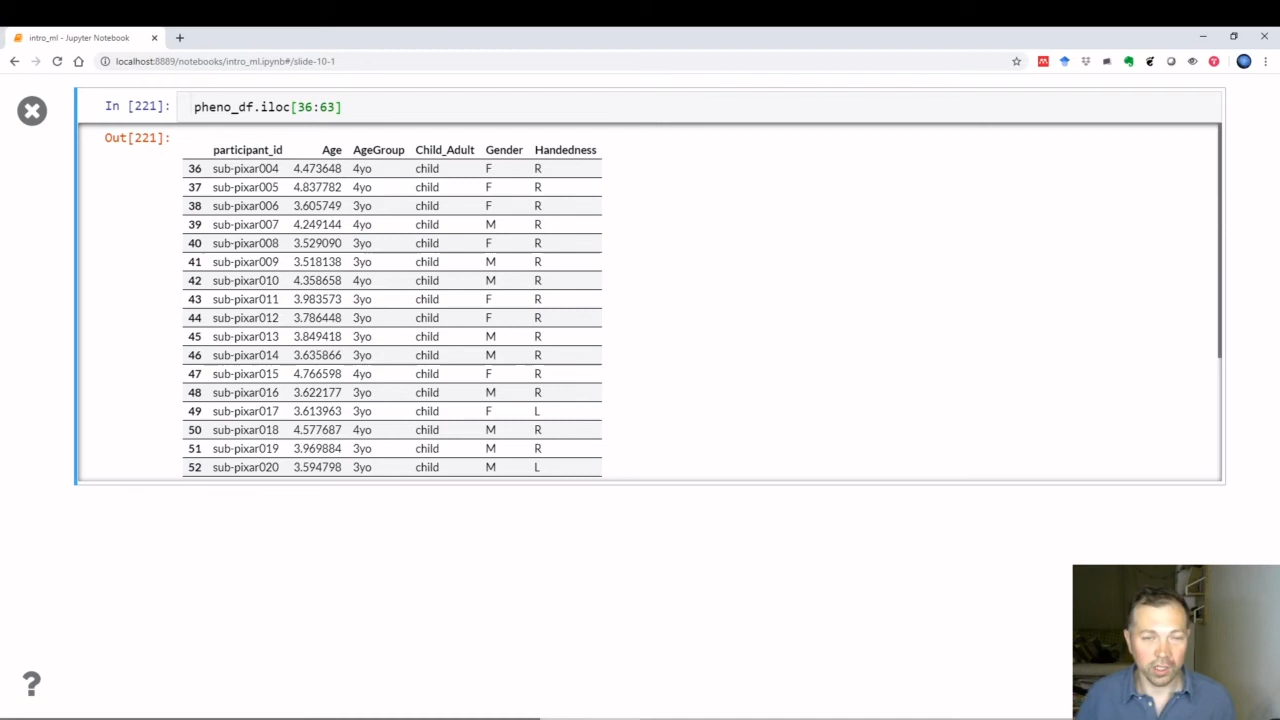 intro_ml - Jupyter Notebook
localhost:8889/notebooks/intro_ml.ipynb#/slide-10-1
In [221]: pheno_df.iloc[36:63]
Out[221]:
participant_id Age AgeGroup Child_Adult Gender Handedness
36 sub-pixar004 4.473648 4yo child F R
37 sub-pixar005 4.837782 4yo child F R
38 sub-pixar006 3.605749 3yo child F R
39 sub-pixar007 4.249144 4yo child M R
40 sub-pixar008 3.529090 3yo child F R
41 sub-pixar009 3.518138 3yo child M R
42 sub-pixar010 4.358658 4yo child M R
43 sub-pixar011 3.983573 3yo child F R
44 sub-pixar012 3.786448 3yo child F R
45 sub-pixar013 3.849418 3yo child M R
46 sub-pixar014 3.635866 3yo child M R
47 sub-pixar015 4.766598 4yo child F R
48 sub-pixar016 3.622177 3yo child M R
49 sub-pixar017 3.613963 3yo child F L
50 sub-pixar018 4.577687 4yo child M R
51 sub-pixar019 3.969884 3yo child M R
52 sub-pixar020 3.594798 3yo child M L
?